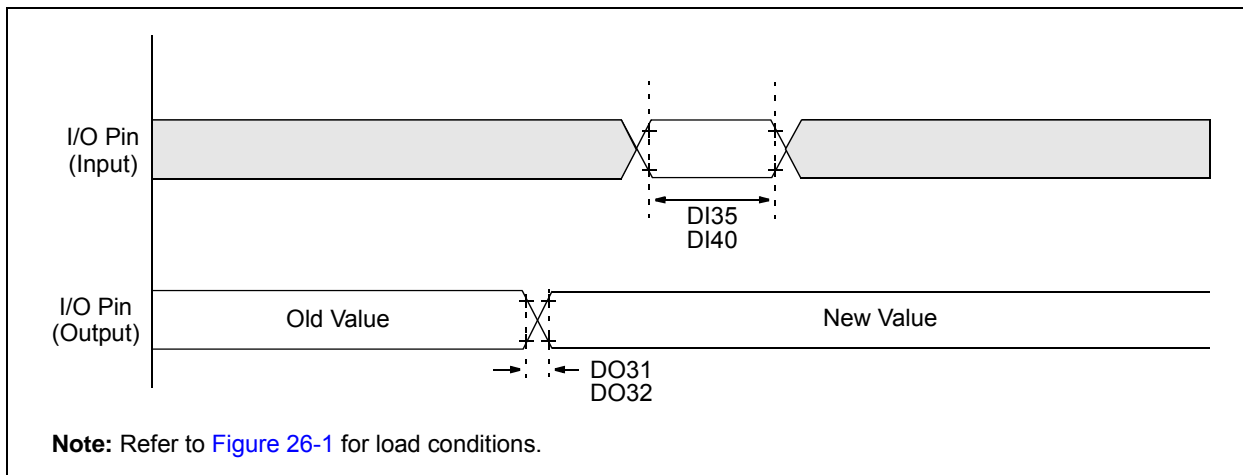 I/O Pin
(Input)
DI35
DI40
I/O Pin
(Output)
Old Value
New Value
DO31
DO32
Note: Refer to Figure 26-1 for load conditions.